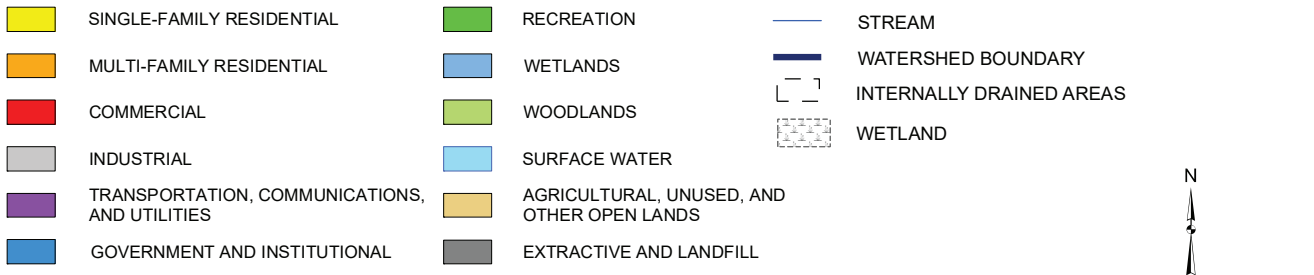 SINGLE-FAMILY RESIDENTIAL
MULTI-FAMILY RESIDENTIAL
COMMERCIAL
INDUSTRIAL
TRANSPORTATION, COMMUNICATIONS,
AND UTILITIES
GOVERNMENT AND INSTITUTIONAL
RECREATION
WETLANDS
WOODLANDS
SURFACE WATER
AGRICULTURAL, UNUSED, AND
OTHER OPEN LANDS
EXTRACTIVE AND LANDFILL
STREAM
WATERSHED BOUNDARY
INTERNALLY DRAINED AREAS
WETLAND
N